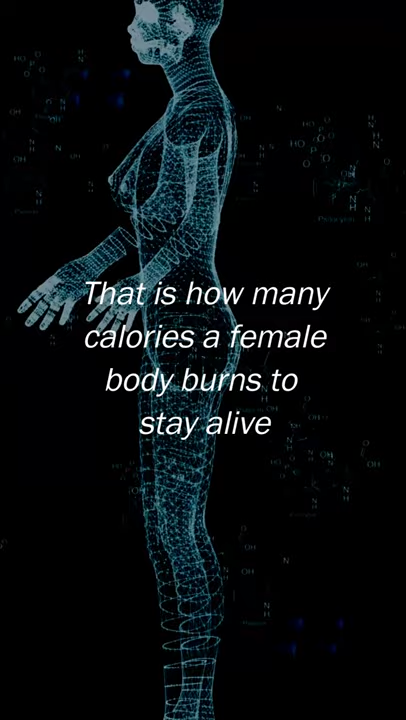 That is how many
calories a female
body burns to
stay alive